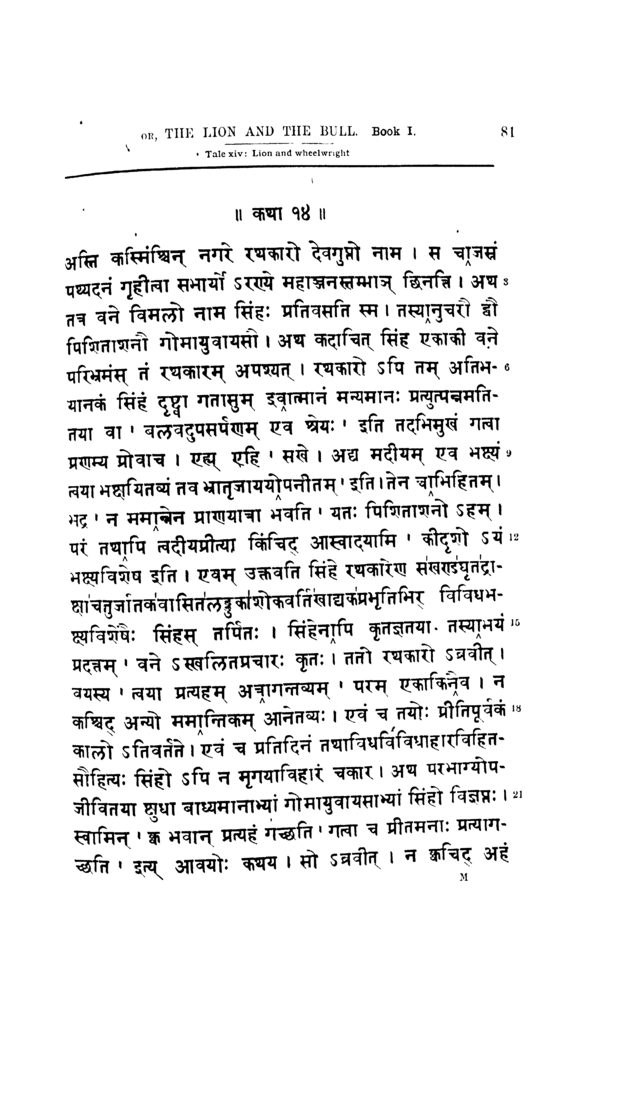 OR, THE LION AND THE BULL. Book I. 81
Tale xiv: Lion and wheelwright
॥ कथा १४ ॥
अस्ति कस्मिंश्चिन् नगरे रथकारो देवगुप्तो नाम । स चाजस्रं
पथ्यदनं गृहीत्वा सभार्यो ऽरण्ये महाञ्जनस्तम्भाञ् छिनत्ति । अथ ३
तत्र वने विमलो नाम सिंहः प्रतिवसति स्म । तस्यानुचरौ द्वौ
पिशिताशनौ गोमायुवायसौ । अथ कदाचित् सिंह एकाकी वने
परिभ्रमंस् तं रथकारम् अपश्यत् । रथकारो ऽपि तम् अतिभ- ६
यानकं सिंहं दृष्ट्वा गतासुम् इवात्मानं मन्यमानः प्रत्युत्पन्नमति-
तया वा ' बलवदुपसर्पणम् एव श्रेयः ' इति तदभिमुखं गत्वा
प्रणम्य प्रोवाच । एह्य् एहि ' सखे । अद्य मदीयम् एव भक्ष्यं ९
त्वया भक्षयितव्यं तव भ्रातृजाययोपनीतम् ' इति । तेन चाभिहितम् ।
भद्र ' न ममान्नेन प्राणयात्रा भवति ' यतः पिशिताशनो ऽहम् ।
परं तथापि त्वदीयप्रीत्या किंचिद् आस्वादयामि ' कीदृशो ऽयं १२
भक्ष्यविशेष इति । एवम् उक्तवति सिंहे रथकारेण संखण्डघृतद्रा-
क्षाचतुर्जातकवासितलड्डुकाशोकवर्तिखाद्यकप्रभृतिभिर् विविधभ-
क्ष्यविशेषैः सिंहस् तर्पितः । सिंहेनापि कृतज्ञतया तस्याभयं १५
प्रदत्तम् ' वने ऽस्खलितप्रचारः कृतः । ततो रथकारो ऽब्रवीत् ।
वयस्य ' त्वया प्रत्यहम् अत्रागन्तव्यम् ' परम् एकाकिनैव । न
कश्चिद् अन्यो ममान्तिकम् आनेतव्यः । एवं च तयोः प्रीतिपूर्वकं १८
कालो ऽतिवर्तते । एवं च प्रतिदिनं तथाविधविविधाहारविहित-
सौहित्यः सिंहो ऽपि न मृगयाविहारं चकार । अथ परभाग्योप-
जीवितया क्षुधा बाध्यमानाभ्यां गोमायुवायसाभ्यां सिंहो विज्ञप्तः । २१
स्वामिन् ' क्व भवान् प्रत्यहं गच्छति ' गत्वा च प्रीतमनाः प्रत्याग-
च्छति ' इत्य् आवयोः कथय । सो ऽब्रवीत् । न क्वचिद् अहं
M